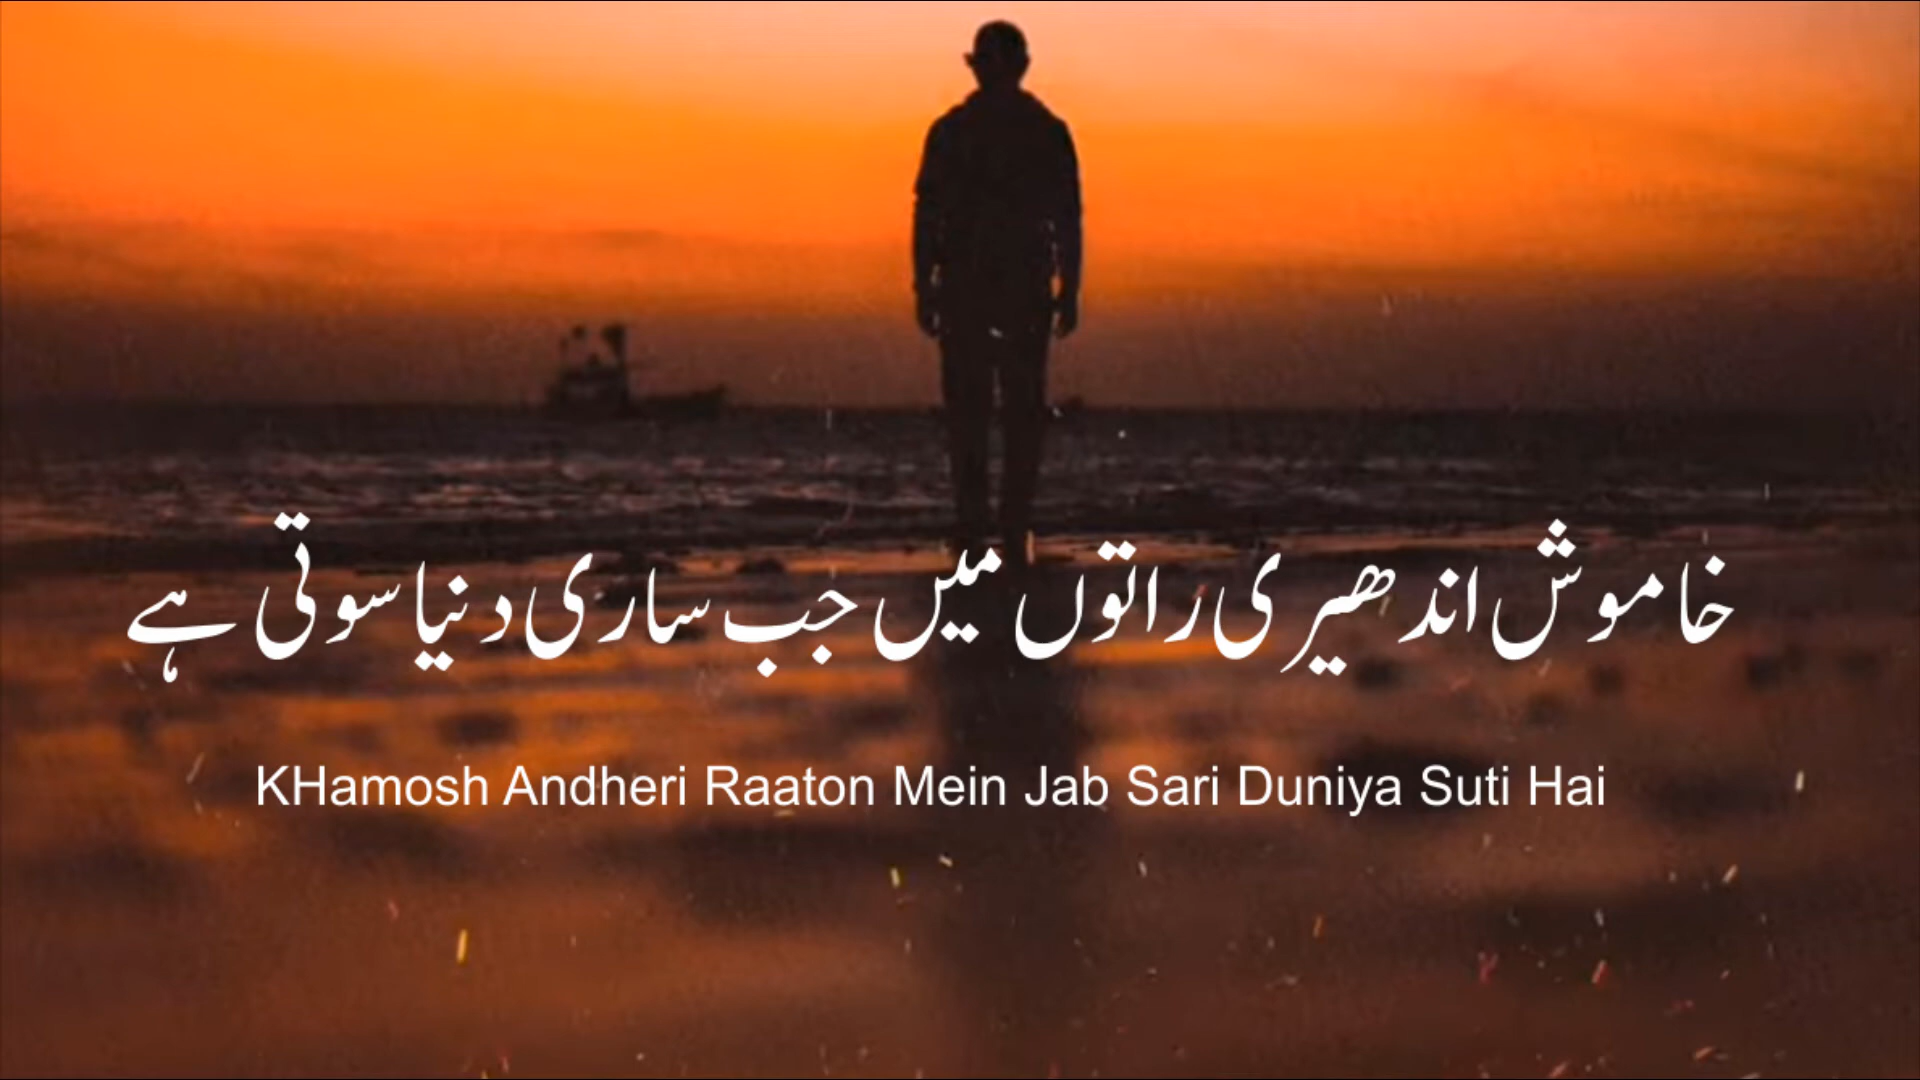 خاموش اندھیری راتوں میں جب ساری دنیا سوتی ہے
KHamosh Andheri Raaton Mein Jab Sari Duniya Suti Hai